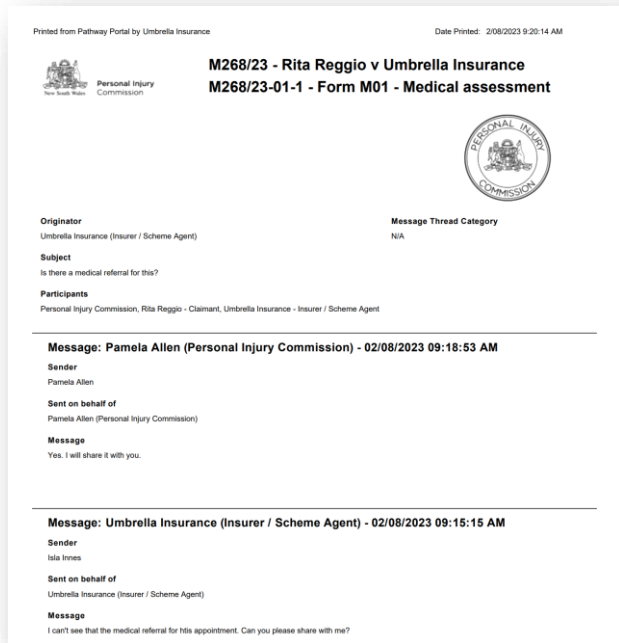 Printed from Pathway Portal by Umbrella Insurance
Date Printed: 2/08/2023 9:20:14 AM
New South Wales
Personal Injury
Commission
M268/23 - Rita Reggio v Umbrella Insurance
M268/23-01-1 - Form M01 - Medical assessment
PERSONAL INJURY
COMMISSION
Originator
Umbrella Insurance (Insurer / Scheme Agent)
Message Thread Category
N/A
Subject
Is there a medical referral for this?
Participants
Personal Injury Commission, Rita Reggio - Claimant, Umbrella Insurance - Insurer / Scheme Agent
Message: Pamela Allen (Personal Injury Commission) - 02/08/2023 09:18:53 AM
Sender
Pamela Allen
Sent on behalf of
Pamela Allen (Personal Injury Commission)
Message
Yes. I will share it with you.
Message: Umbrella Insurance (Insurer / Scheme Agent) - 02/08/2023 09:15:15 AM
Sender
Isla Innes
Sent on behalf of
Umbrella Insurance (Insurer / Scheme Agent)
Message
I can't see that the medical referral for htis appointment. Can you please share with me?